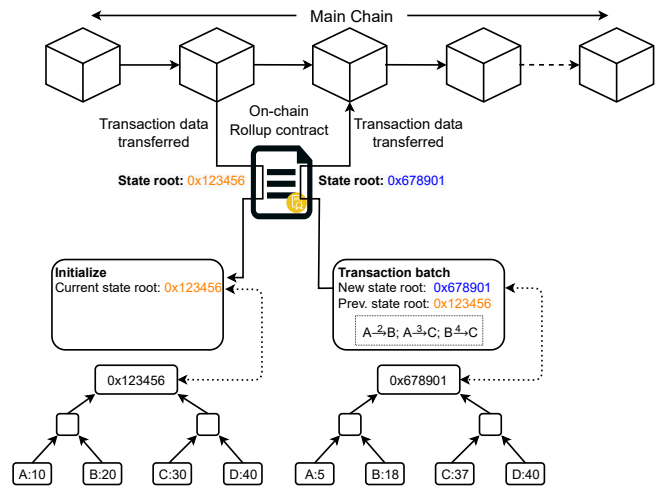 Main Chain
On-chain
Rollup contract
Transaction data
transferred
Transaction data
transferred
State root: 0x123456
State root: 0x678901
Initialize
Current state root: 0x123456
Transaction batch
New state root: 0x678901
Prev. state root: 0x123456
A 2→B; A 3→C; B 4→C
0x123456
0x678901
A:10
B:20
C:30
D:40
A:5
B:18
C:37
D:40